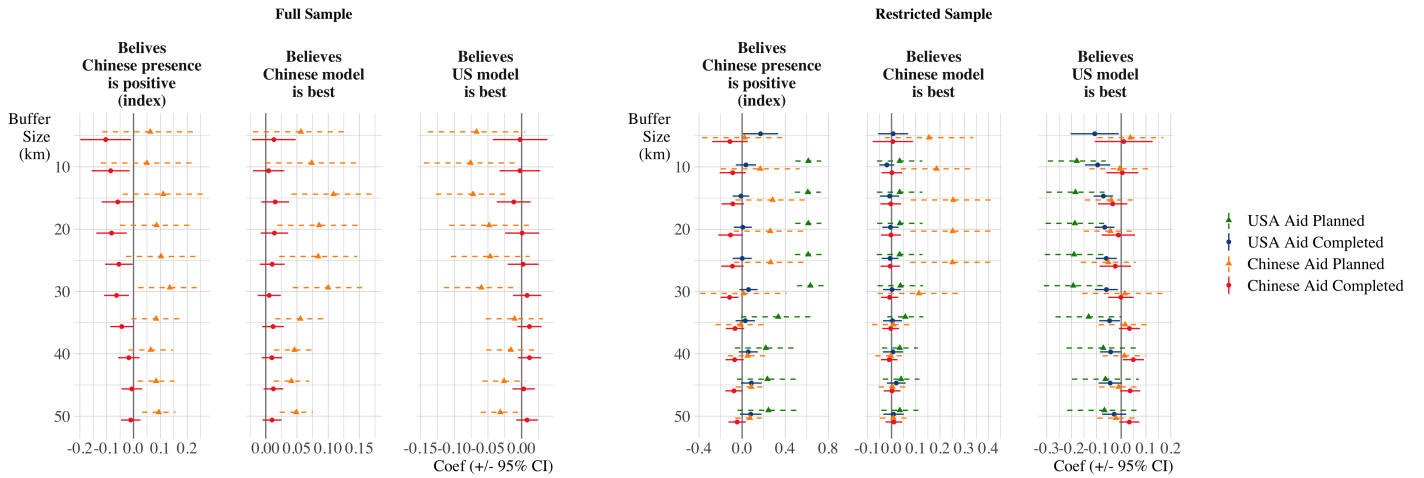 Full Sample
Restricted Sample
Belives
Chinese presence
is positive
(index)
Believes
Chinese model
is best
Believes
US model
is best
Belives
Chinese presence
is positive
(index)
Believes
Chinese model
is best
Believes
US model
is best
Buffer
Size
(km)
10
20
30
40
50
Buffer
Size
(km)
10
20
30
40
50
-0.2 -0.1 0.0 0.1 0.2
0.00 0.05 0.10 0.15
-0.15 -0.10 -0.05 0.00
Coef (+/- 95% CI)
-0.4 0.0 0.4 0.8
-0.1 0.0 0.1 0.2 0.3 0.4
-0.3 -0.2 -0.1 0.0 0.1 0.2
Coef (+/- 95% CI)
USA Aid Planned
USA Aid Completed
Chinese Aid Planned
Chinese Aid Completed